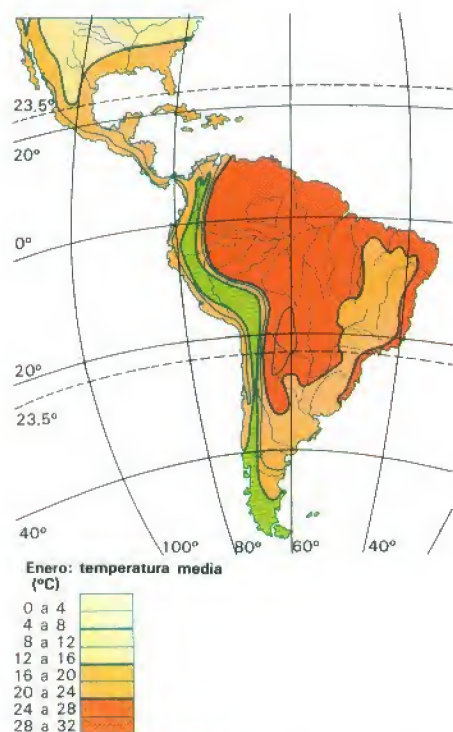 23.5°
20°
0°
20°
23.5°
40°
100°
80°
60°
40°
Enero: temperatura media
(°C)
0 a 4
4 a 8
8 a 12
12 a 16
16 a 20
20 a 24
24 a 28
28 a 32